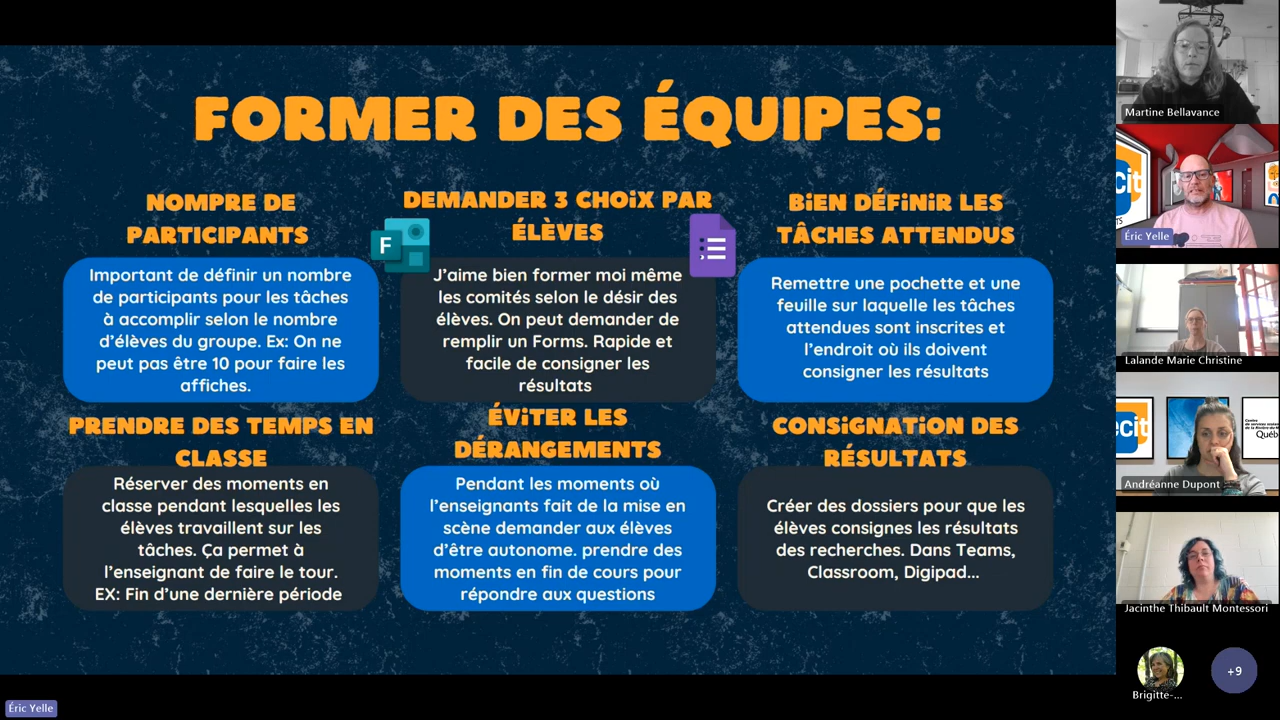 FORMER DES ÉQUIPES:
NOMPRE DE
PARTICIPANTS
Important de définir un nombre
de participants pour les tâches
à accomplir selon le nombre
d'élèves du groupe. Ex: On ne
peut pas être 10 pour faire les
affiches.
DEMANDER 3 CHOIX PAR
ÉLÈVES
F
J'aime bien former moi même
les comités selon le désir des
élèves. On peut demander de
remplir un Forms. Rapide et
facile de consigner les
résultats
BIEN DÉFINIR LES
TÂCHES ATTENDUS
Remettre une pochette et une
feuille sur laquelle les tâches
attendues sont inscrites et
l'endroit où ils doivent
consigner les résultats
PRENDRE DES TEMPS EN
CLASSE
Réserver des moments en
classe pendant lesquelles les
élèves travaillent sur les
tâches. Ça permet à
l'enseignant de faire le tour.
EX: Fin d'une dernière période
ÉVITER LES
DÉRANGEMENTS
Pendant les moments où
l'enseignants fait de la mise en
scène demander aux élèves
d'être autonome. prendre des
moments en fin de cours pour
répondre aux questions
CONSIGNATION DES
RÉSULTATS
Créer des dossiers pour que les
élèves consignes les résultats
des recherches. Dans Teams,
Classroom, Digipad...
Martine Bellavance
cit
Éric Yelle
Lalande Marie Christine
écit
Québ
Andréanne Dupont
Jacinthe Thibault Montessori
Brigitte-...
+9
Éric Yelle